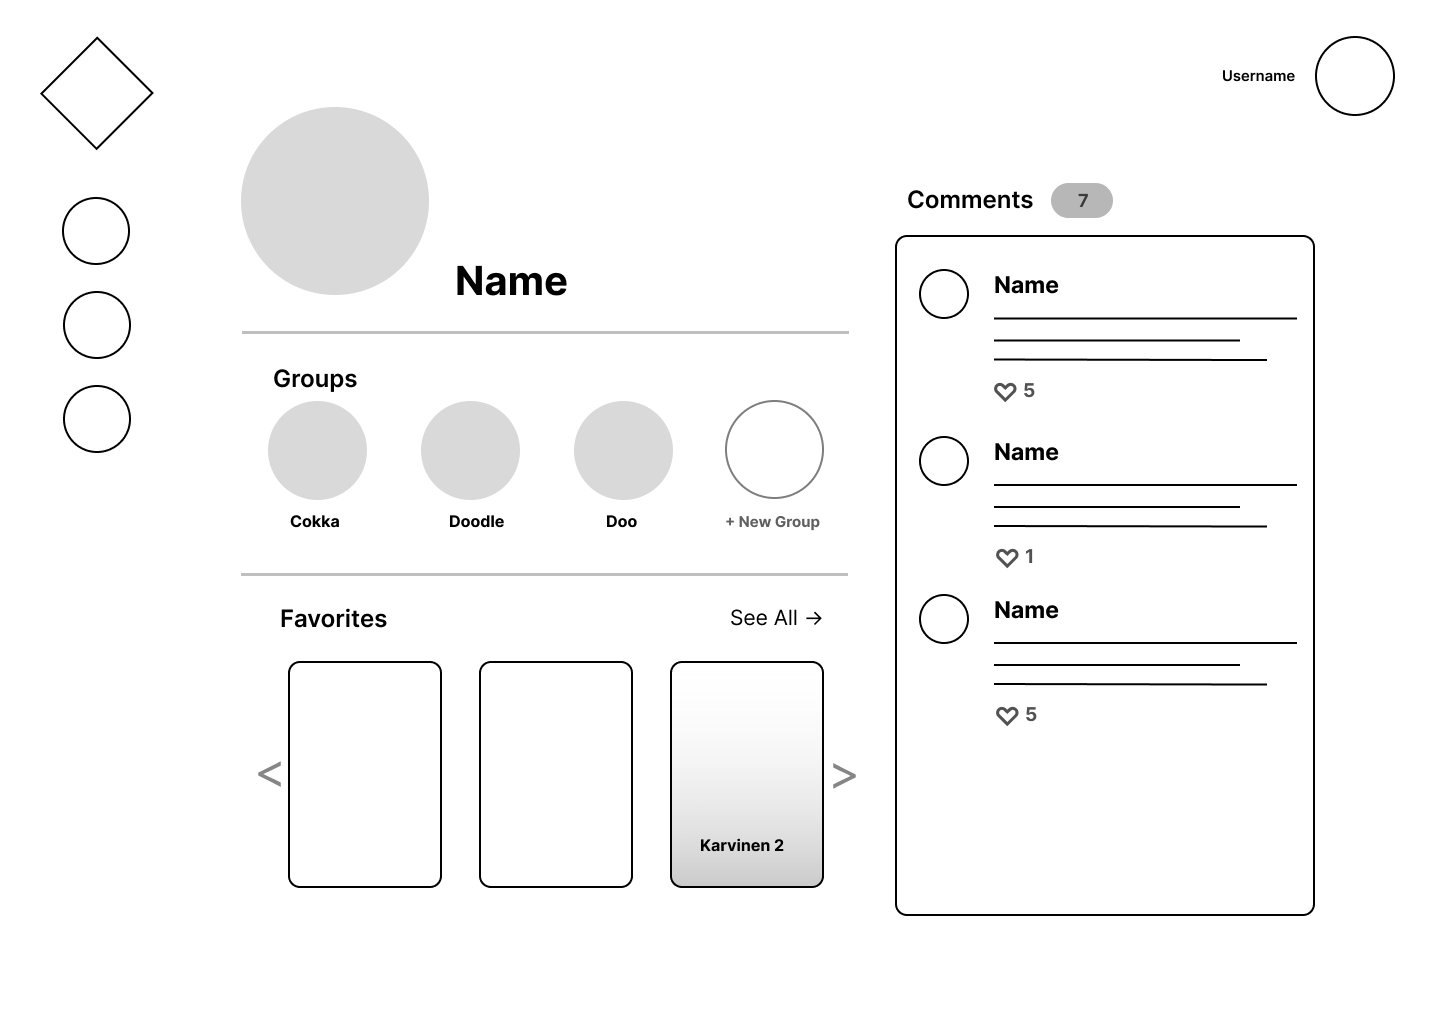 Username
Name
Groups
Cokka
Doodle
Doo
+ New Group
Favorites
See All →
<
Karvinen 2
>
Comments
7
Name
5
Name
1
Name
5